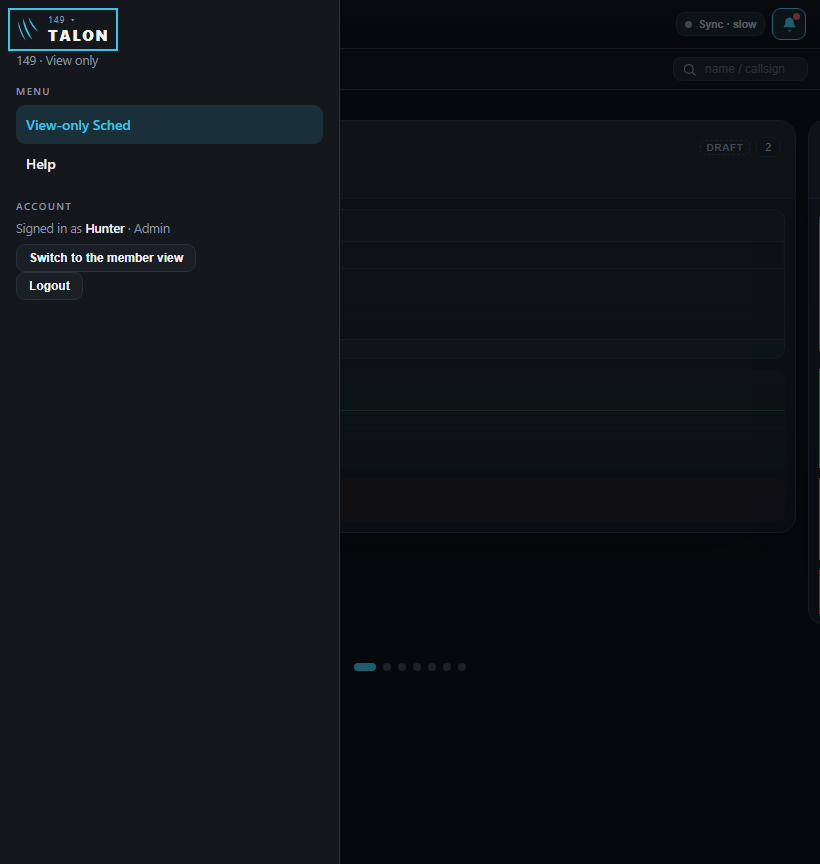 149 ▾
TALON
149 · View only
MENU
View-only Sched
Help
ACCOUNT
Signed in as Hunter · Admin
Switch to the member view
Logout
Sync · slow
name / callsign
DRAFT 2